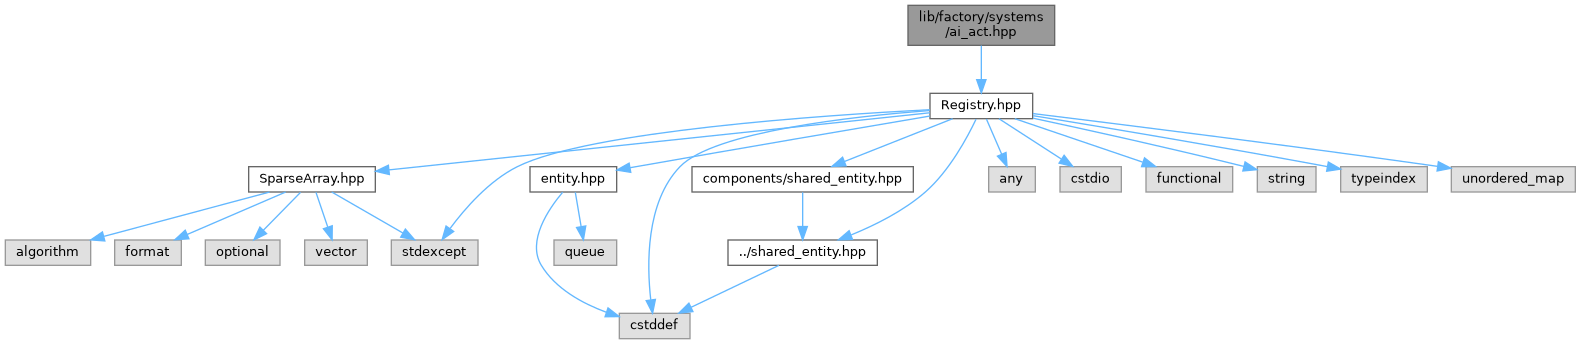 lib/factory/systems
/ai_act.hpp
Registry.hpp
SparseArray.hpp
entity.hpp
components/shared_entity.hpp
any
cstdio
functional
string
typeindex
unordered_map
algorithm
format
optional
vector
stdexcept
queue
../shared_entity.hpp
cstddef